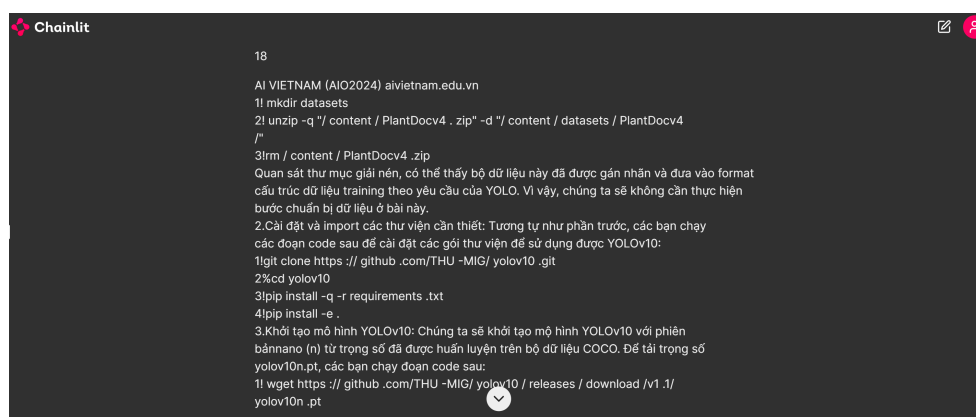 Chainlit
18
AI VIETNAM (AIO2024) aivietnam.edu.vn
1! mkdir datasets
2! unzip -q "/ content / PlantDocv4 . zip" -d "/ content / datasets / PlantDocv4
/"
3!rm / content / PlantDocv4 .zip
Quan sát thư mục giải nén, có thể thấy bộ dữ liệu này đã được gán nhãn và đưa vào format
cấu trúc dữ liệu training theo yêu cầu của YOLO. Vì vậy, chúng ta sẽ không cần thực hiện
bước chuẩn bị dữ liệu ở bài này.
2.Cài đặt và import các thư viện cần thiết: Tương tự như phần trước, các bạn chạy
các đoạn code sau để cài đặt các gói thư viện để sử dụng được YOLOv10:
1!git clone https :// github .com/THU -MIG/ yolov10 .git
2%cd yolov10
3!pip install -q -r requirements .txt
4!pip install -e .
3.Khởi tạo mô hình YOLOv10: Chúng ta sẽ khởi tạo mộ hình YOLOv10 với phiên
bảnnano (n) từ trọng số đã được huấn luyện trên bộ dữ liệu COCO. Để tải trọng số
yolov10n.pt, các bạn chạy đoạn code sau:
1! wget https :// github .com/THU -MIG/ yolov10 / releases / download /v1 .1/
yolov10n .pt